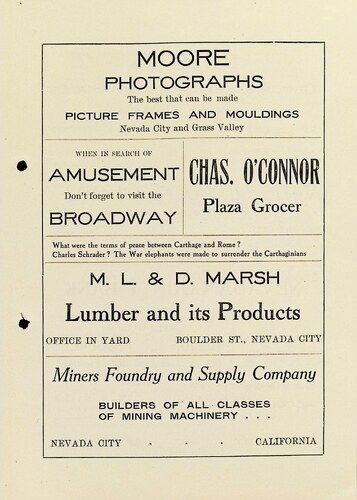 MOORE
PHOTOGRAPHS
The best that can be made
PICTURE FRAMES AND MOULDINGS
Nevada City and Grass Valley
WHEN IN SEARCH OF
AMUSEMENT
Don't forget to visit the
BROADWAY
CHAS. O'CONNOR
Plaza Grocer
What were the terms of peace between Carthage and Rome?
Charles Schrader? The War elephants were made to surrender the Carthaginians
M. L. & D. MARSH
Lumber and its Products
OFFICE IN YARD BOULDER ST., NEVADA CITY
Miners Foundry and Supply Company
BUILDERS OF ALL CLASSES
OF MINING MACHINERY . . .
NEVADA CITY - - - CALIFORNIA